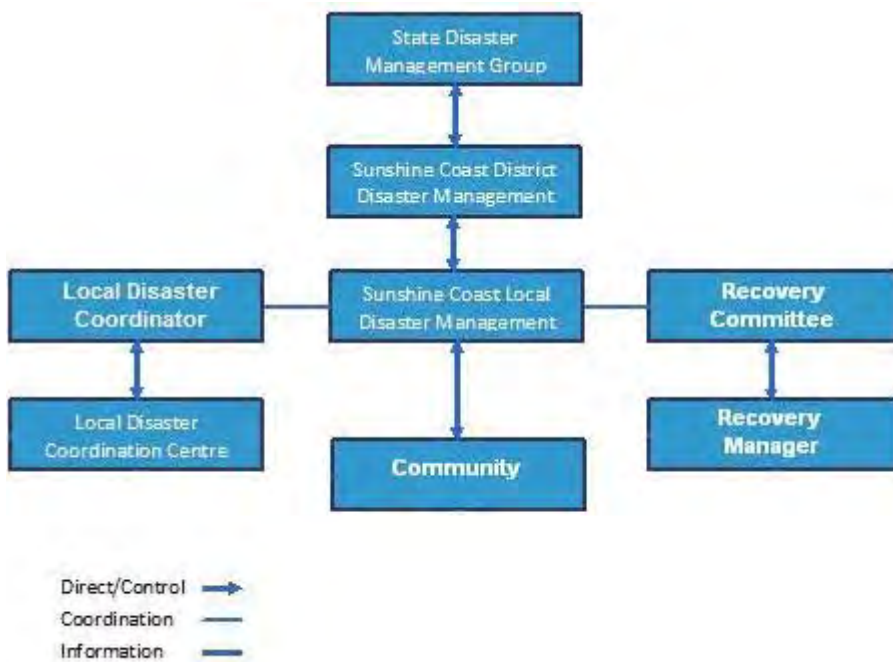 State Disaster
Management Group
Sunshine Coast District
Disaster Management
Local Disaster
Coordinator
Sunshine Coast Local
Disaster Management
Recovery
Committee
Local Disaster
Coordination Centre
Community
Recovery
Manager
Direct/Control
Coordination
Information